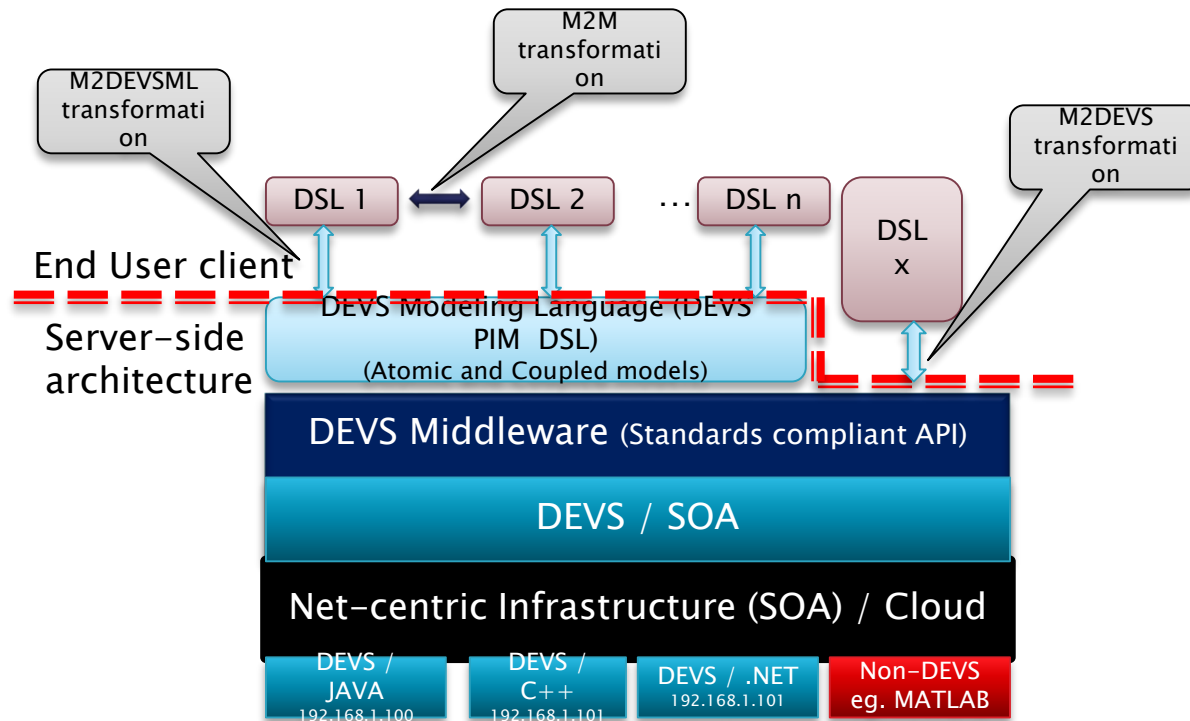 M2M
transformati
on
M2DEVSML
transformati
on
M2DEVS
transformati
on
DSL 1
DSL 2
...
DSL n
DSL
x
End User client
Server-side
architecture
DEVS Modeling Language (DEVS
PIM DSL)
(Atomic and Coupled models)
DEVS Middleware (Standards compliant API)
DEVS / SOA
Net-centric Infrastructure (SOA) / Cloud
DEVS /
JAVA
192.168.1.100
DEVS /
C++
192.168.1.101
DEVS / .NET
192.168.1.101
Non-DEVS
eg. MATLAB